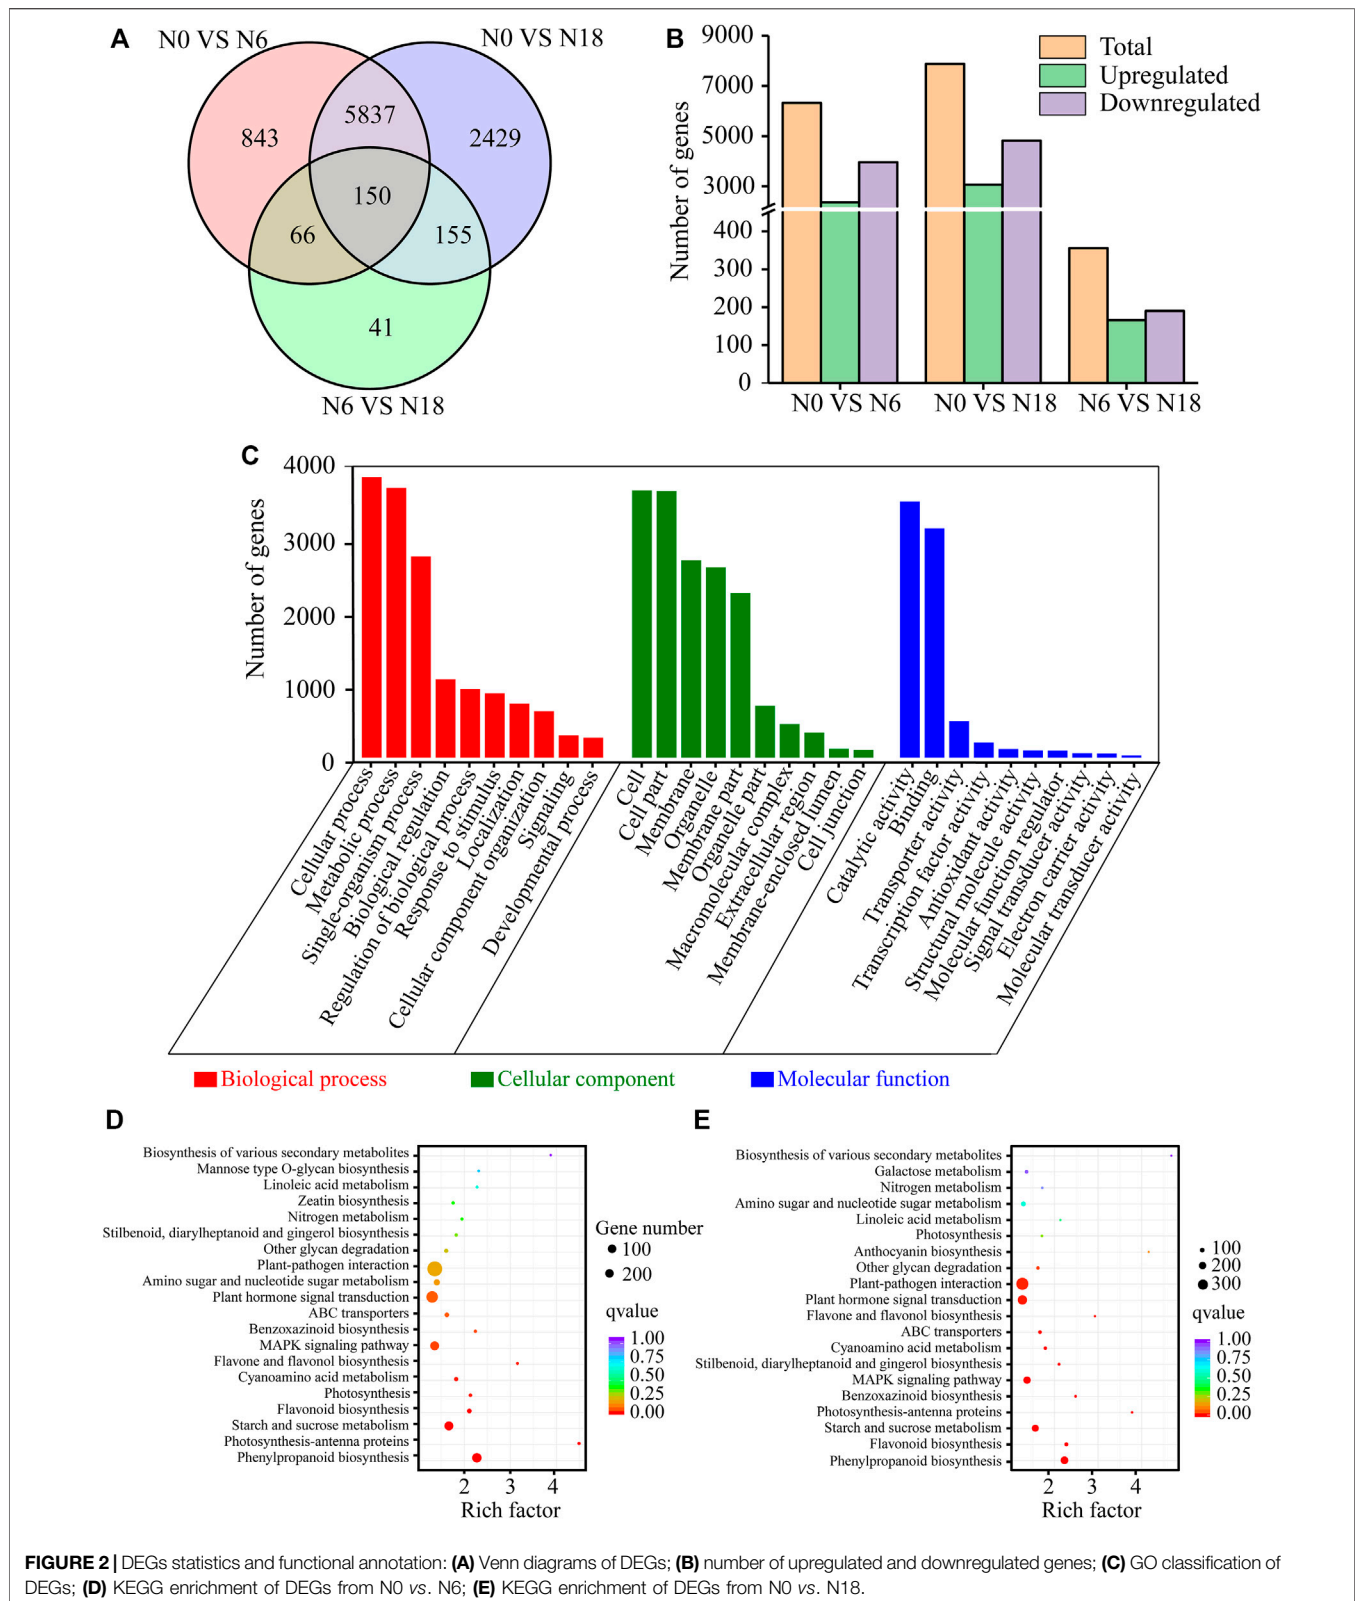 A
N0 VS N6
N0 VS N18
843
5837
2429
150
66
155
41
N6 VS N18
B
Number of genes
9000
7000
5000
3000
400
300
200
100
0
Total
Upregulated
Downregulated
N0 VS N6
N0 VS N18
N6 VS N18
C
Number of genes
4000
3000
2000
1000
0
Cellular process
Metabolic process
Single-organism process
Biological regulation
Regulation of biological process
Response to stimulus
Localization
Cellular component organization
Signaling
Developmental process
Cell
Cell part
Membrane
Organelle
Membrane part
Organelle part
Macromolecular complex
Extracellular region
Membrane-enclosed lumen
Cell junction
Catalytic activity
Binding
Transporter activity
Transcription factor activity
Antioxidant activity
Structural molecule activity
Molecular function regulator
Signal transducer activity
Electron carrier activity
Molecular transducer activity
Biological process
Cellular component
Molecular function
D
Biosynthesis of various secondary metabolites
Mannose type O-glycan biosynthesis
Linoleic acid metabolism
Zeatin biosynthesis
Nitrogen metabolism
Stilbenoid, diarylheptanoid and gingerol biosynthesis
Other glycan degradation
Plant-pathogen interaction
Amino sugar and nucleotide sugar metabolism
Plant hormone signal transduction
ABC transporters
Benzoxazinoid biosynthesis
MAPK signaling pathway
Flavone and flavonol biosynthesis
Cyanoamino acid metabolism
Photosynthesis
Flavonoid biosynthesis
Starch and sucrose metabolism
Photosynthesis-antenna proteins
Phenylpropanoid biosynthesis
2 3 4
Rich factor
Gene number
100
200
qvalue
1.00
0.75
0.50
0.25
0.00
E
Biosynthesis of various secondary metabolites
Galactose metabolism
Nitrogen metabolism
Amino sugar and nucleotide sugar metabolism
Linoleic acid metabolism
Photosynthesis
Anthocyanin biosynthesis
Other glycan degradation
Plant-pathogen interaction
Plant hormone signal transduction
Flavone and flavonol biosynthesis
ABC transporters
Cyanoamino acid metabolism
Stilbenoid, diarylheptanoid and gingerol biosynthesis
MAPK signaling pathway
Benzoxazinoid biosynthesis
Photosynthesis-antenna proteins
Starch and sucrose metabolism
Flavonoid biosynthesis
Phenylpropanoid biosynthesis
2 3 4
Rich factor
100
200
300
qvalue
1.00
0.75
0.50
0.25
0.00
FIGURE 2 | DEGs statistics and functional annotation: (A) Venn diagrams of DEGs; (B) number of upregulated and downregulated genes; (C) GO classification of
DEGs; (D) KEGG enrichment of DEGs from N0 vs. N6; (E) KEGG enrichment of DEGs from N0 vs. N18.